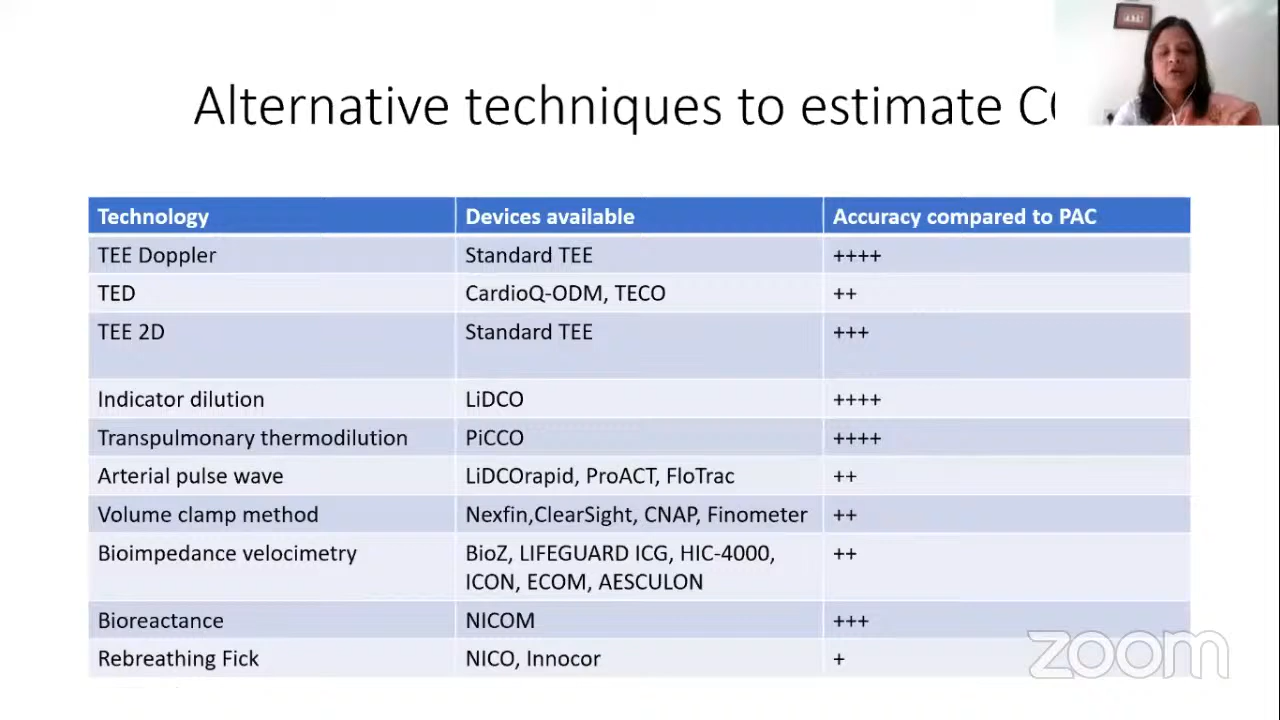 Alternative techniques to estimate
Technology Devices available Accuracy compared to PAC
TEE Doppler Standard TEE ++++
TED CardioQ-ODM, TECO ++
TEE 2D Standard TEE +++
Indicator dilution LiDCO ++++
Transpulmonary thermodilution PiCCO ++++
Arterial pulse wave LiDCOrapid, ProACT, FloTrac ++
Volume clamp method Nexfin,ClearSight, CNAP, Finometer ++
Bioimpedance velocimetry BioZ, LIFEGUARD ICG, HIC-4000, ++
ICON, ECOM, AESCULON
Bioreactance NICOM +++
Rebreathing Fick NICO, Innocor +
zoom